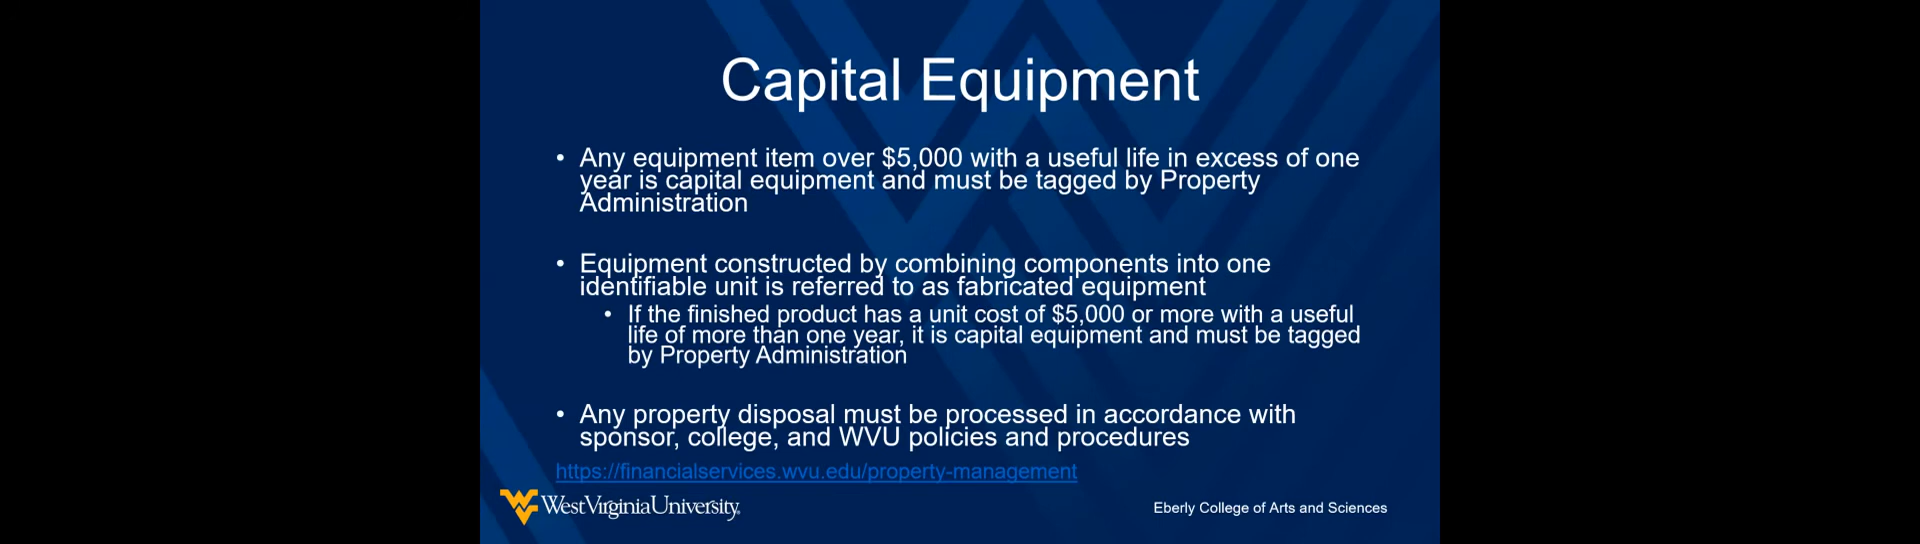 Capital Equipment
• Any equipment item over $5,000 with a useful life in excess of one
year is capital equipment and must be tagged by Property
Administration
• Equipment constructed by combining components into one
identifiable unit is referred to as fabricated equipment
• If the finished product has a unit cost of $5,000 or more with a useful
life of more than one year, it is capital equipment and must be tagged
by Property Administration
• Any property disposal must be processed in accordance with
sponsor, college, and WVU policies and procedures
https://financialservices.wvu.edu/property-management
WestVirginiaUniversity.
Eberly College of Arts and Sciences